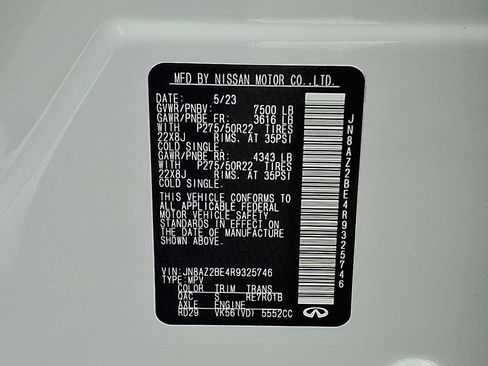 MFD BY NISSAN MOTOR CO.,LTD.
DATE: 5/23
GVWR/PNBV: 7500 LB
GAWR/PNBE FR: 3616 LB
WITH P275/50R22 TIRES
22X8J RIMS. AT 35PSI
COLD SINGLE.
GAWR/PNBE RR: 4343 LB
WITH P275/50R22 TIRES
22X8J RIMS. AT 35PSI
COLD SINGLE.
THIS VEHICLE CONFORMS TO
ALL APPLICABLE FEDERAL
MOTOR VEHICLE SAFETY
STANDARDS IN EFFECT ON
THE DATE OF MANUFACTURE
SHOWN ABOVE.
VIN:JN8AZ2BE4R9325746
TYPE:MPV
COLOR TRIM TRANS
QAC S RE7R01B
AXLE ENGINE
RD29 VK56(VD) 5552CC
INFINITI
JN8AZ2BE4R9325746